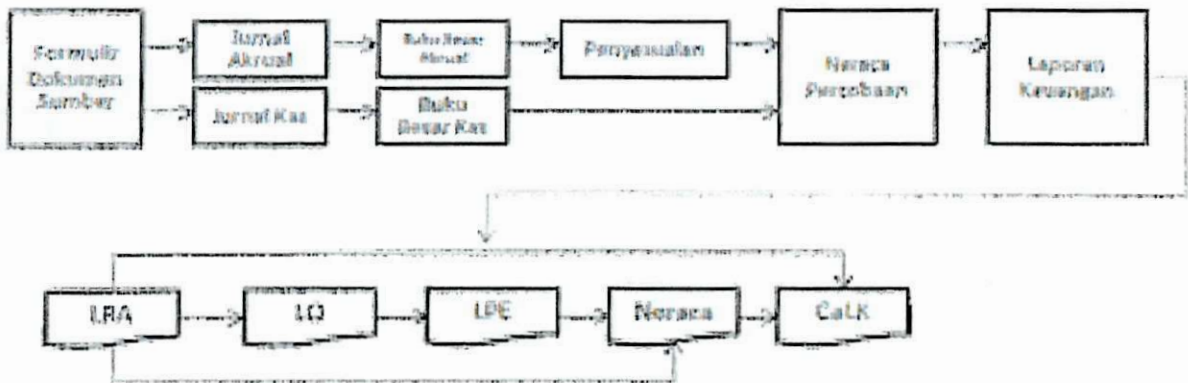 Formulir
Dokumen
Sumber
Jurnal
Akrual
Buku Besar
Akrual
Penyesuaian
Neraca
Percobaan
Laporan
Keuangan
Jurnal Kas
Buku
Besar Kas
LRA
LO
LPE
Neraca
CaLK